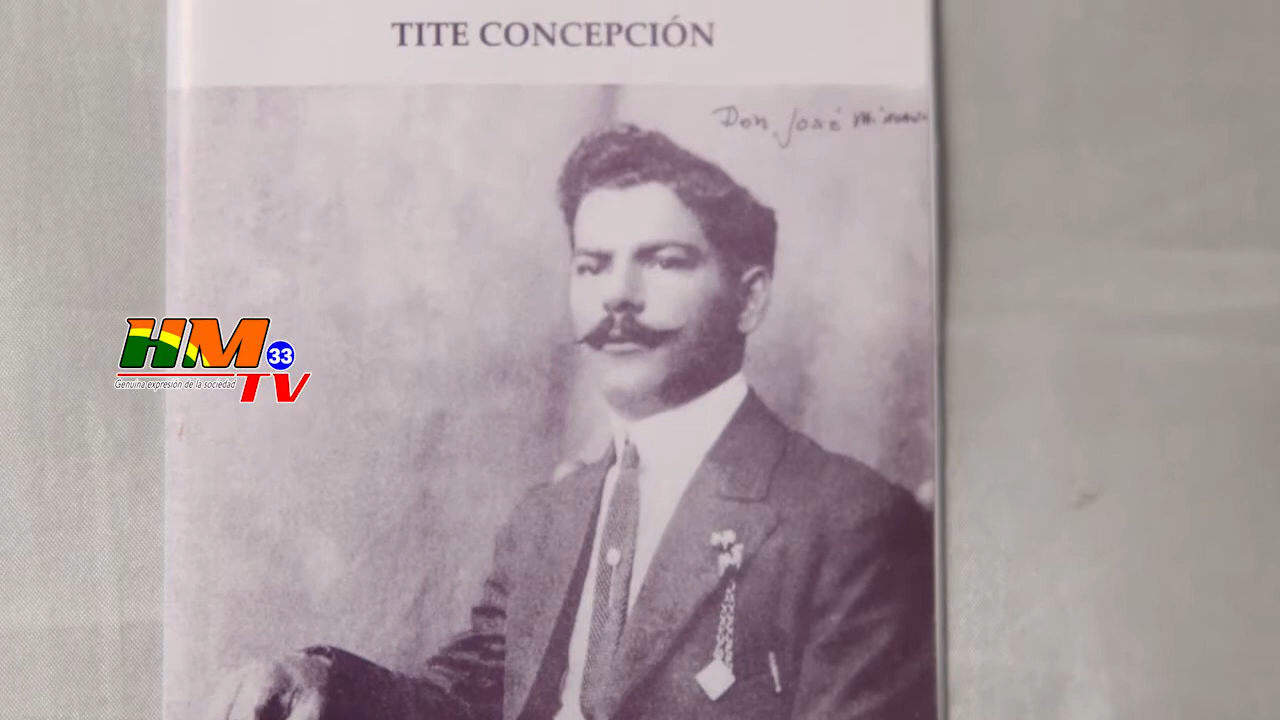 TITE CONCEPCIÓN
Don José
HM
33
TV
Genuina expresión de la sociedad